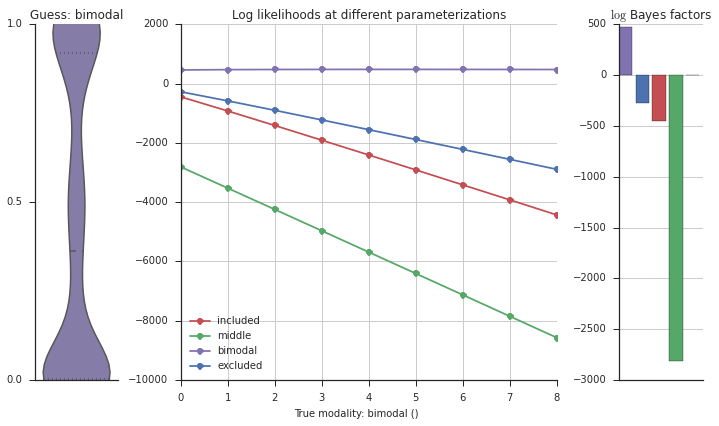 Guess: bimodal
1.0
0.5
0.0
Log likelihoods at different parameterizations
2000
0
−2000
−4000
−6000
−8000
−10000
included
middle
bimodal
excluded
0 1 2 3 4 5 6 7 8
True modality: bimodal ()
log Bayes factors
500
0
−500
−1000
−1500
−2000
−2500
−3000